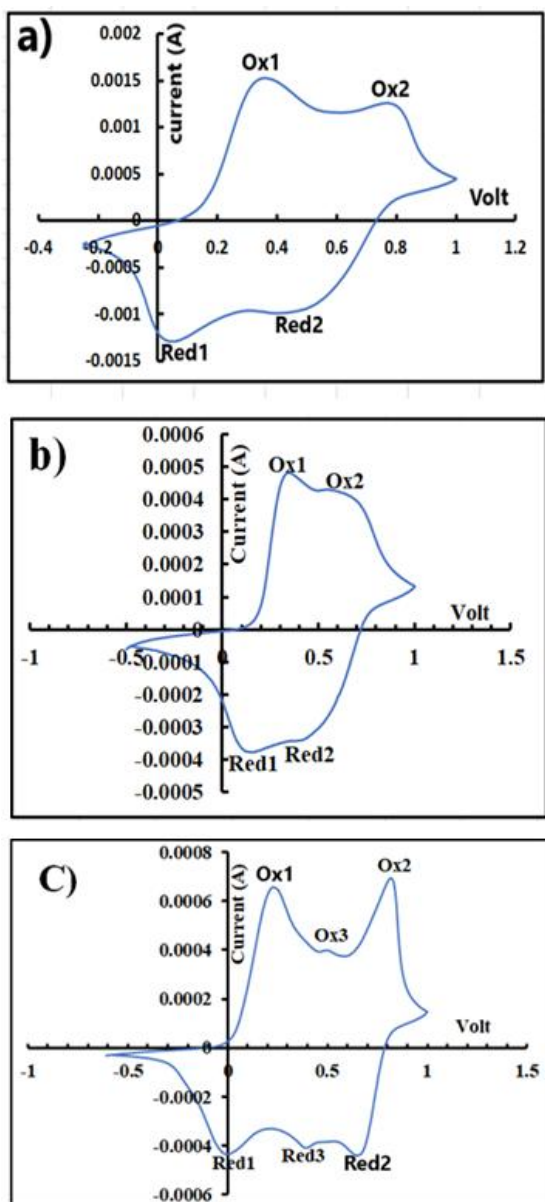 a)
0.002
current (A)
Ox1
0.0015
Ox2
0.001
0.0005
Volt
0
-0.4 -0.2 0 0.2 0.4 0.6 0.8 1 1.2
-0.0005
-0.001
Red1 Red2
-0.0015
b)
0.0006
Current (A)
0.0005
Ox1 Ox2
0.0004
0.0003
0.0002
0.0001
Volt
0
-1 -0.5 0 0.5 1 1.5
-0.0001
-0.0002
-0.0003
Red1 Red2
-0.0004
-0.0005
C)
0.0008
Current (A)
Ox1 Ox2
0.0006
Ox3
0.0004
0.0002
Volt
0
-1 -0.5 0 0.5 1 1.5
-0.0002
-0.0004
Red1 Red3 Red2
-0.0006